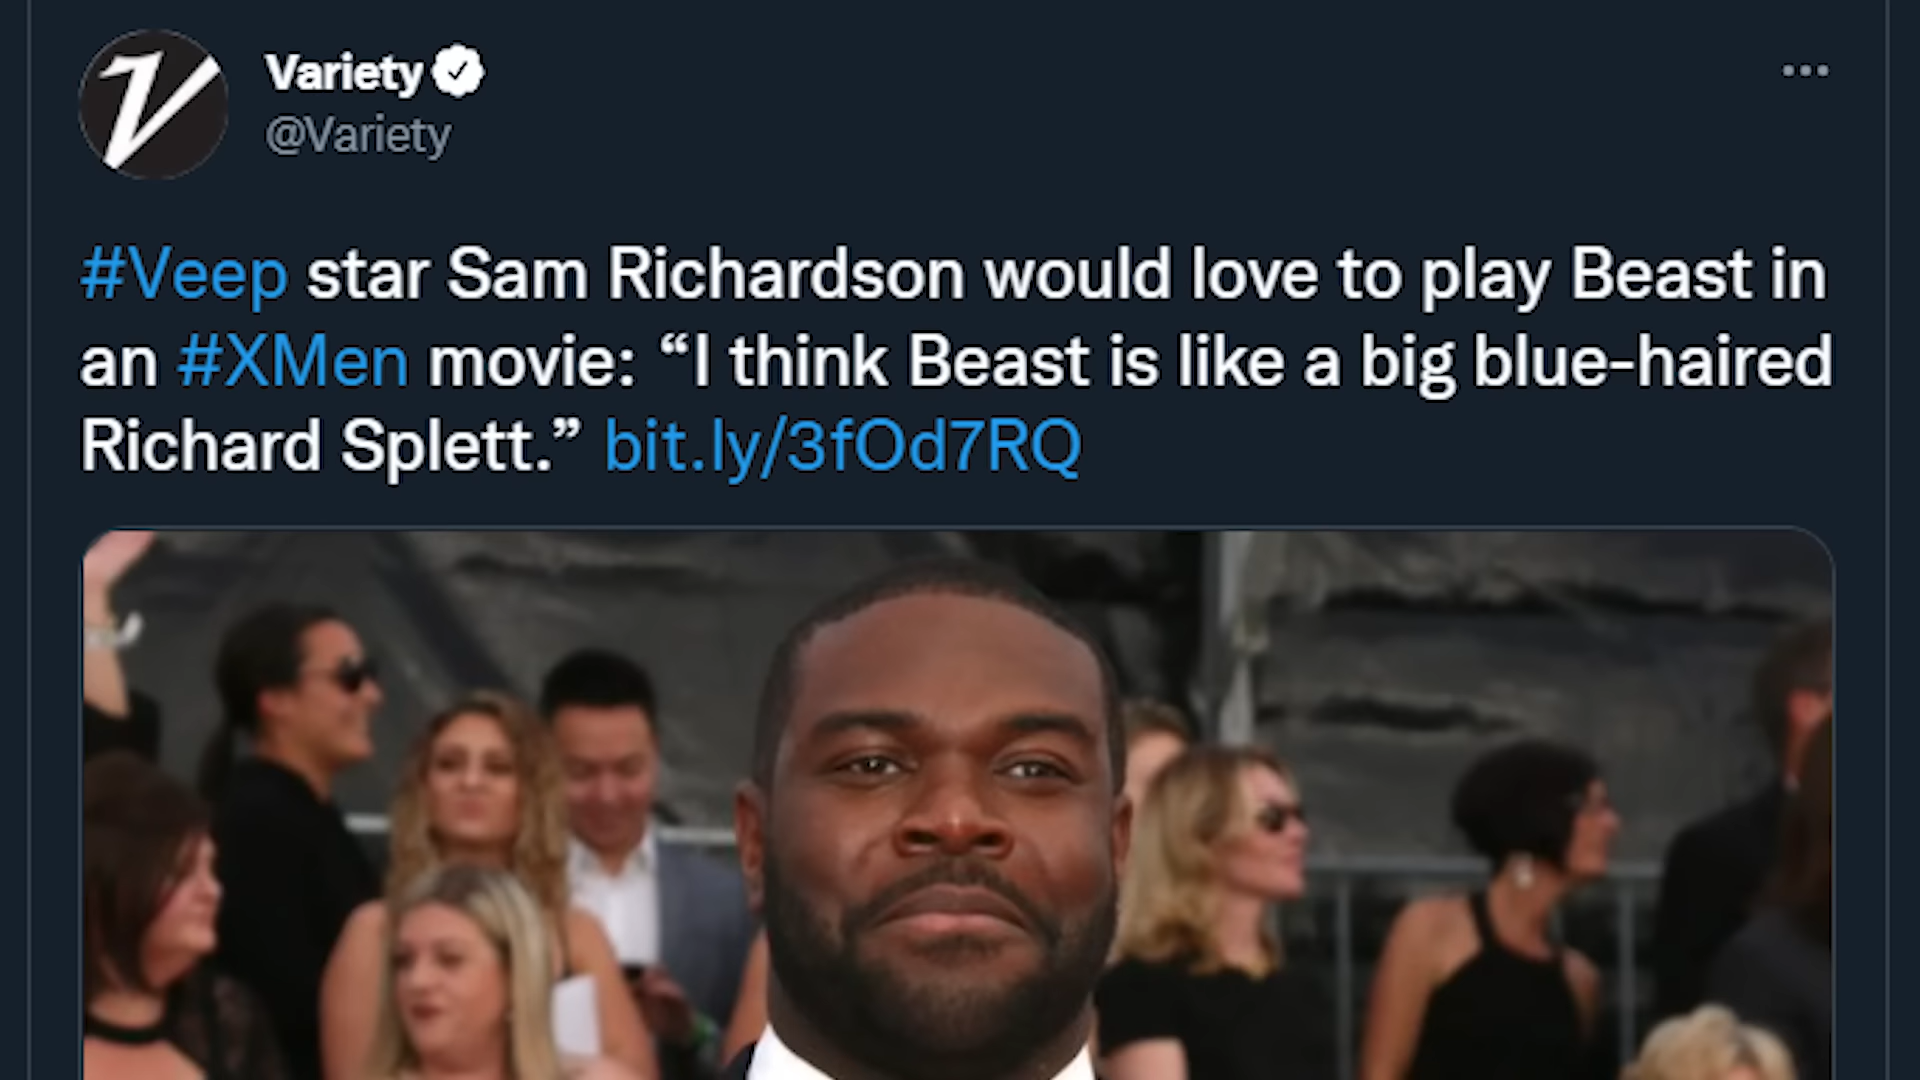 Variety
@Variety
#Veep star Sam Richardson would love to play Beast in
an #XMen movie: “I think Beast is like a big blue-haired
Richard Splett.” bit.ly/3fOd7RQ